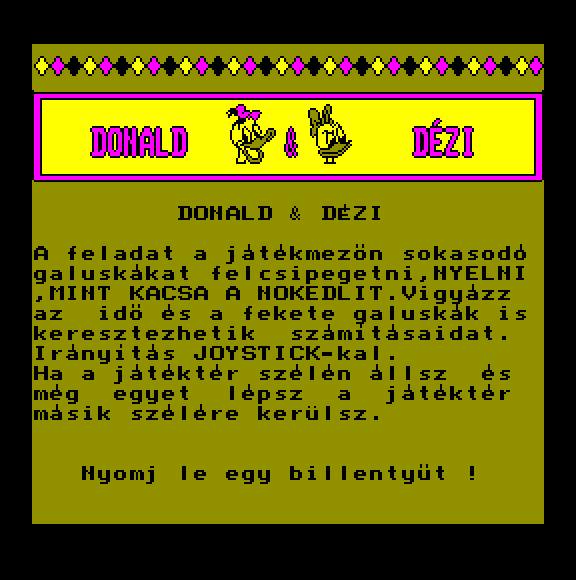 DONALD & DÉZI
DONALD & DÉZI
A feladat a játékmezön sokasodó
galuskákat felcsipegetni,NYELNI
,MINT KACSA A NOKEDLIT.Vigyázz
az idö és a fekete galuskák is
keresztezhetik számitásaidat.
Irányitás JOYSTICK-kal.
Ha a játéktér szélén állsz és
még egyet lépsz a játéktér
másik szélére kerülsz.
Nyomj le egy billentyüt !